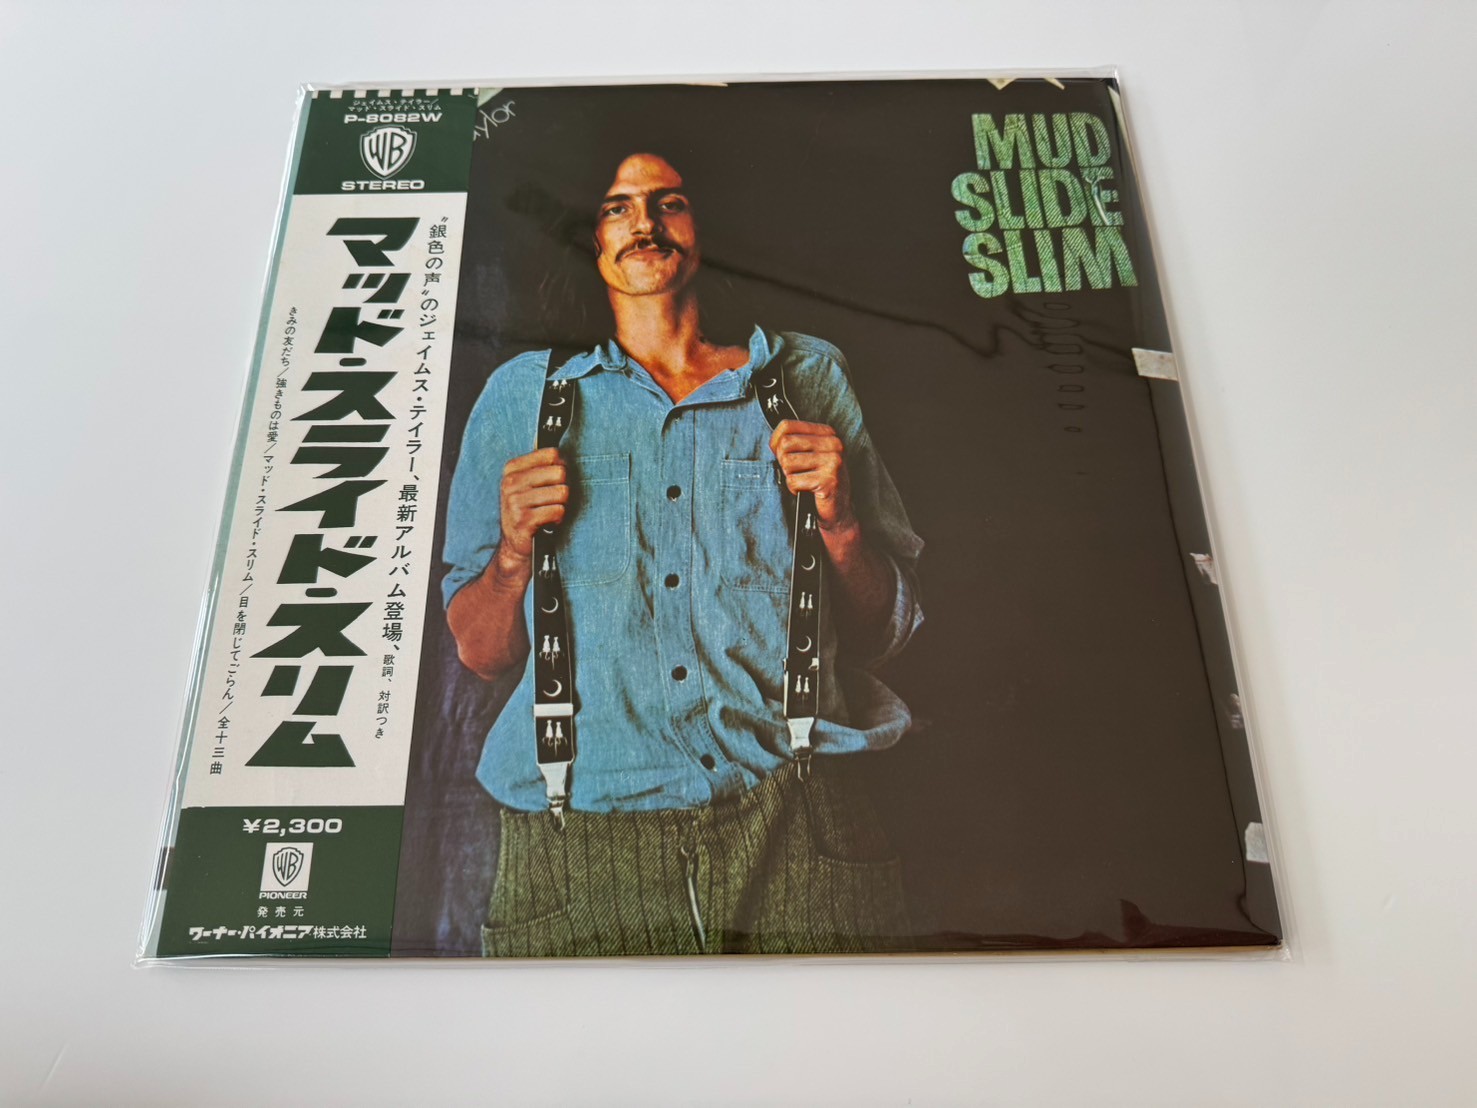 ジェイムス・テイラー/
マッド・スライド・スリム
P-8082W
WB
STEREO
マッド・スライド・スリム
“銀色の声”のジェイムス・テイラー、最新アルバム登場、歌詞、対訳つき
きみの友だち/強きものは愛/マッド・スライド・スリム/目を閉じてごらん/全十三曲
¥2,300
WB
PIONEER
発売元
ワーナー・パイオニア株式会社
aylor
MUD
SLIDE
SLIM